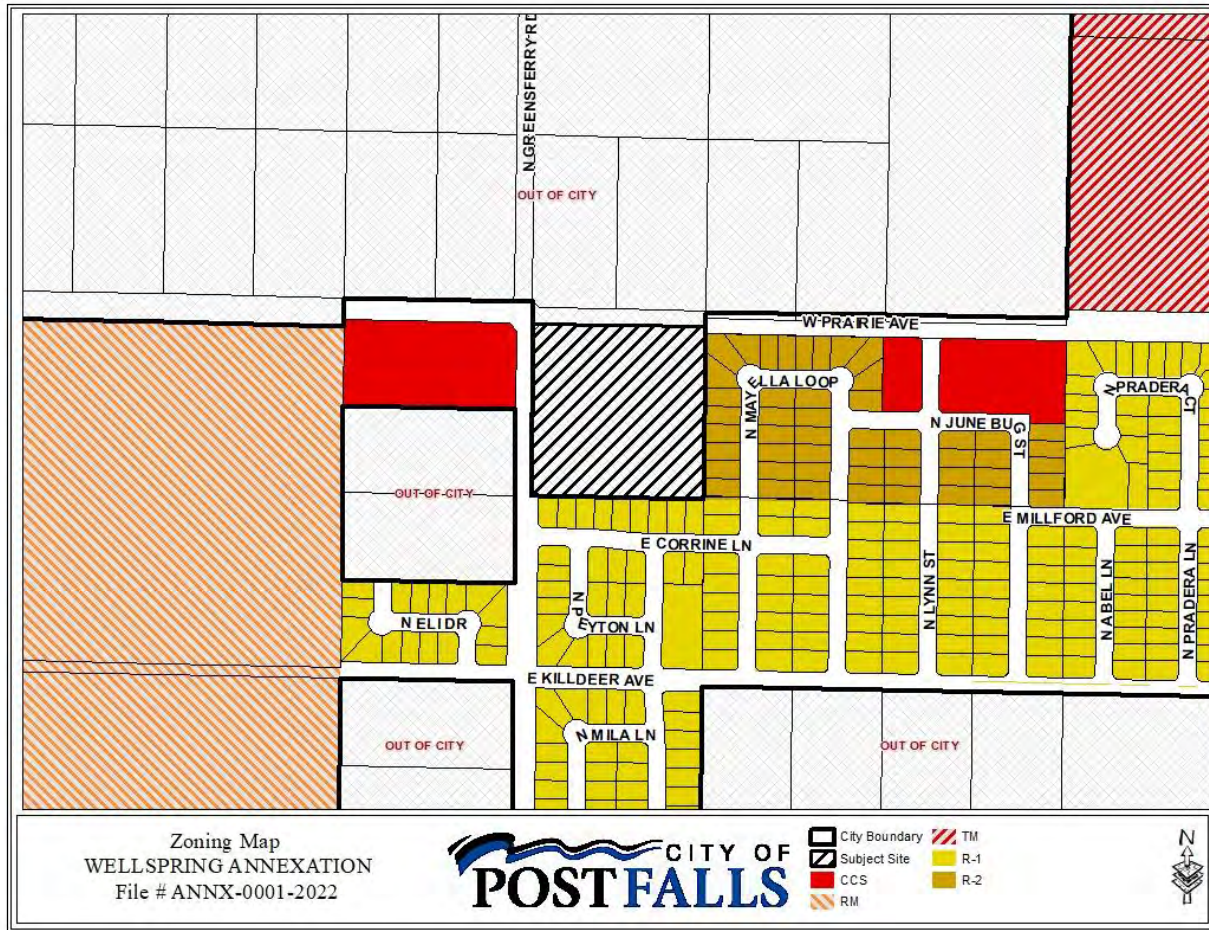 N GREENSFERRY RD
OUT OF CITY
W PRAIRIE AVE
ELLA LOOP
N MAY
N PRADERA CT
N JUNE BUG ST
OUT OF CITY
E MILLFORD AVE
E CORRINE LN
N LYNN ST
N ABEL LN
N PRADERA LN
N PEYTON LN
N ELI DR
E KILLDEER AVE
N MILA LN
OUT OF CITY
OUT OF CITY
Zoning Map
WELLSPRING ANNEXATION
File # ANNX-0001-2022
CITY OF
POST FALLS
City Boundary
Subject Site
CCS
RM
TM
R-1
R-2
N